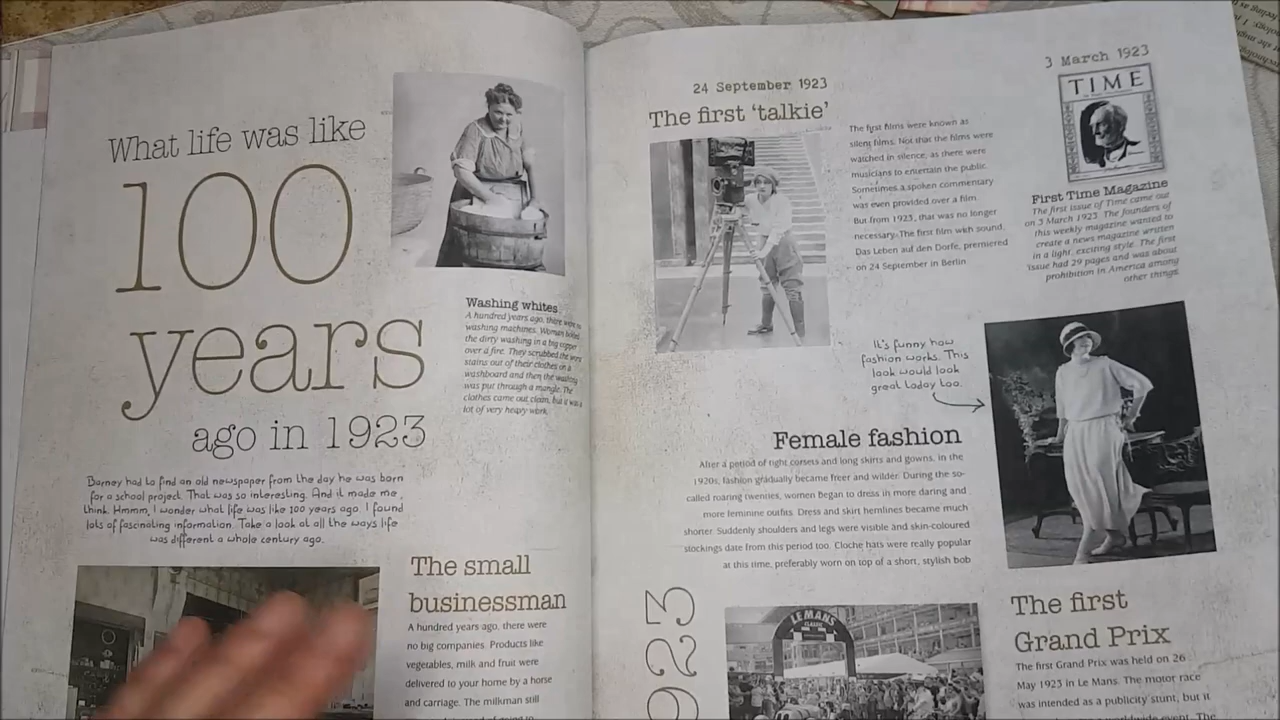 What life was like
100
years
ago in 1923
Barney had to find an old newspaper from the day he was born
for a school project. That was so interesting. And it made me
think. Hmmm, I wonder what life was like 100 years ago. I found
lots of fascinating information. Take a look at all the ways life
was different a whole century ago.
Washing whites
A hundred years ago, there were no
washing machines. Women boiled
the dirty washing in a big copper
over a fire. They scrubbed the worst
stains out of their clothes on a
washboard and then the washing
was put through a mangle. The
clothes came out clean, but it was a
lot of very heavy work.
The small
businessman
A hundred years ago, there were
no big companies. Products like
vegetables, milk and fruit were
delivered to your home by a horse
and carriage. The milkman still
24 September 1923
The first 'talkie'
The first films were known as
silent films. Not that the films were
watched in silence, as there were
musicians to entertain the public.
Sometimes a spoken commentary
was even provided over a film.
But from 1923, that was no longer
necessary. The first film with sound,
Das Leben auf den Dorfe, premiered
on 24 September in Berlin
3 March 1923
TIME
First Time Magazine
The first issue of Time came out
on 3 March 1923. The founders of
this weekly magazine wanted to
create a news magazine written
in a light, exciting style. The first
issue had 29 pages and was about
prohibition in America among
other things.
It's funny how
fashion works. This
look would look
great today too.
Female fashion
After a period of tight corsets and long skirts and gowns, in the
1920s, fashion gradually became freer and wilder. During the so-
called roaring twenties, women began to dress in more daring and
more feminine outfits. Dress and skirt hemlines became much
shorter. Suddenly shoulders and legs were visible and skin-coloured
stockings date from this period too. Cloche hats were really popular
at this time, preferably worn on top of a short, stylish bob
1923
LEMANS
CLASSIC
The first
Grand Prix
The first Grand Prix was held on 26
May 1923 in Le Mans. The motor race
was intended as a publicity stunt, but it